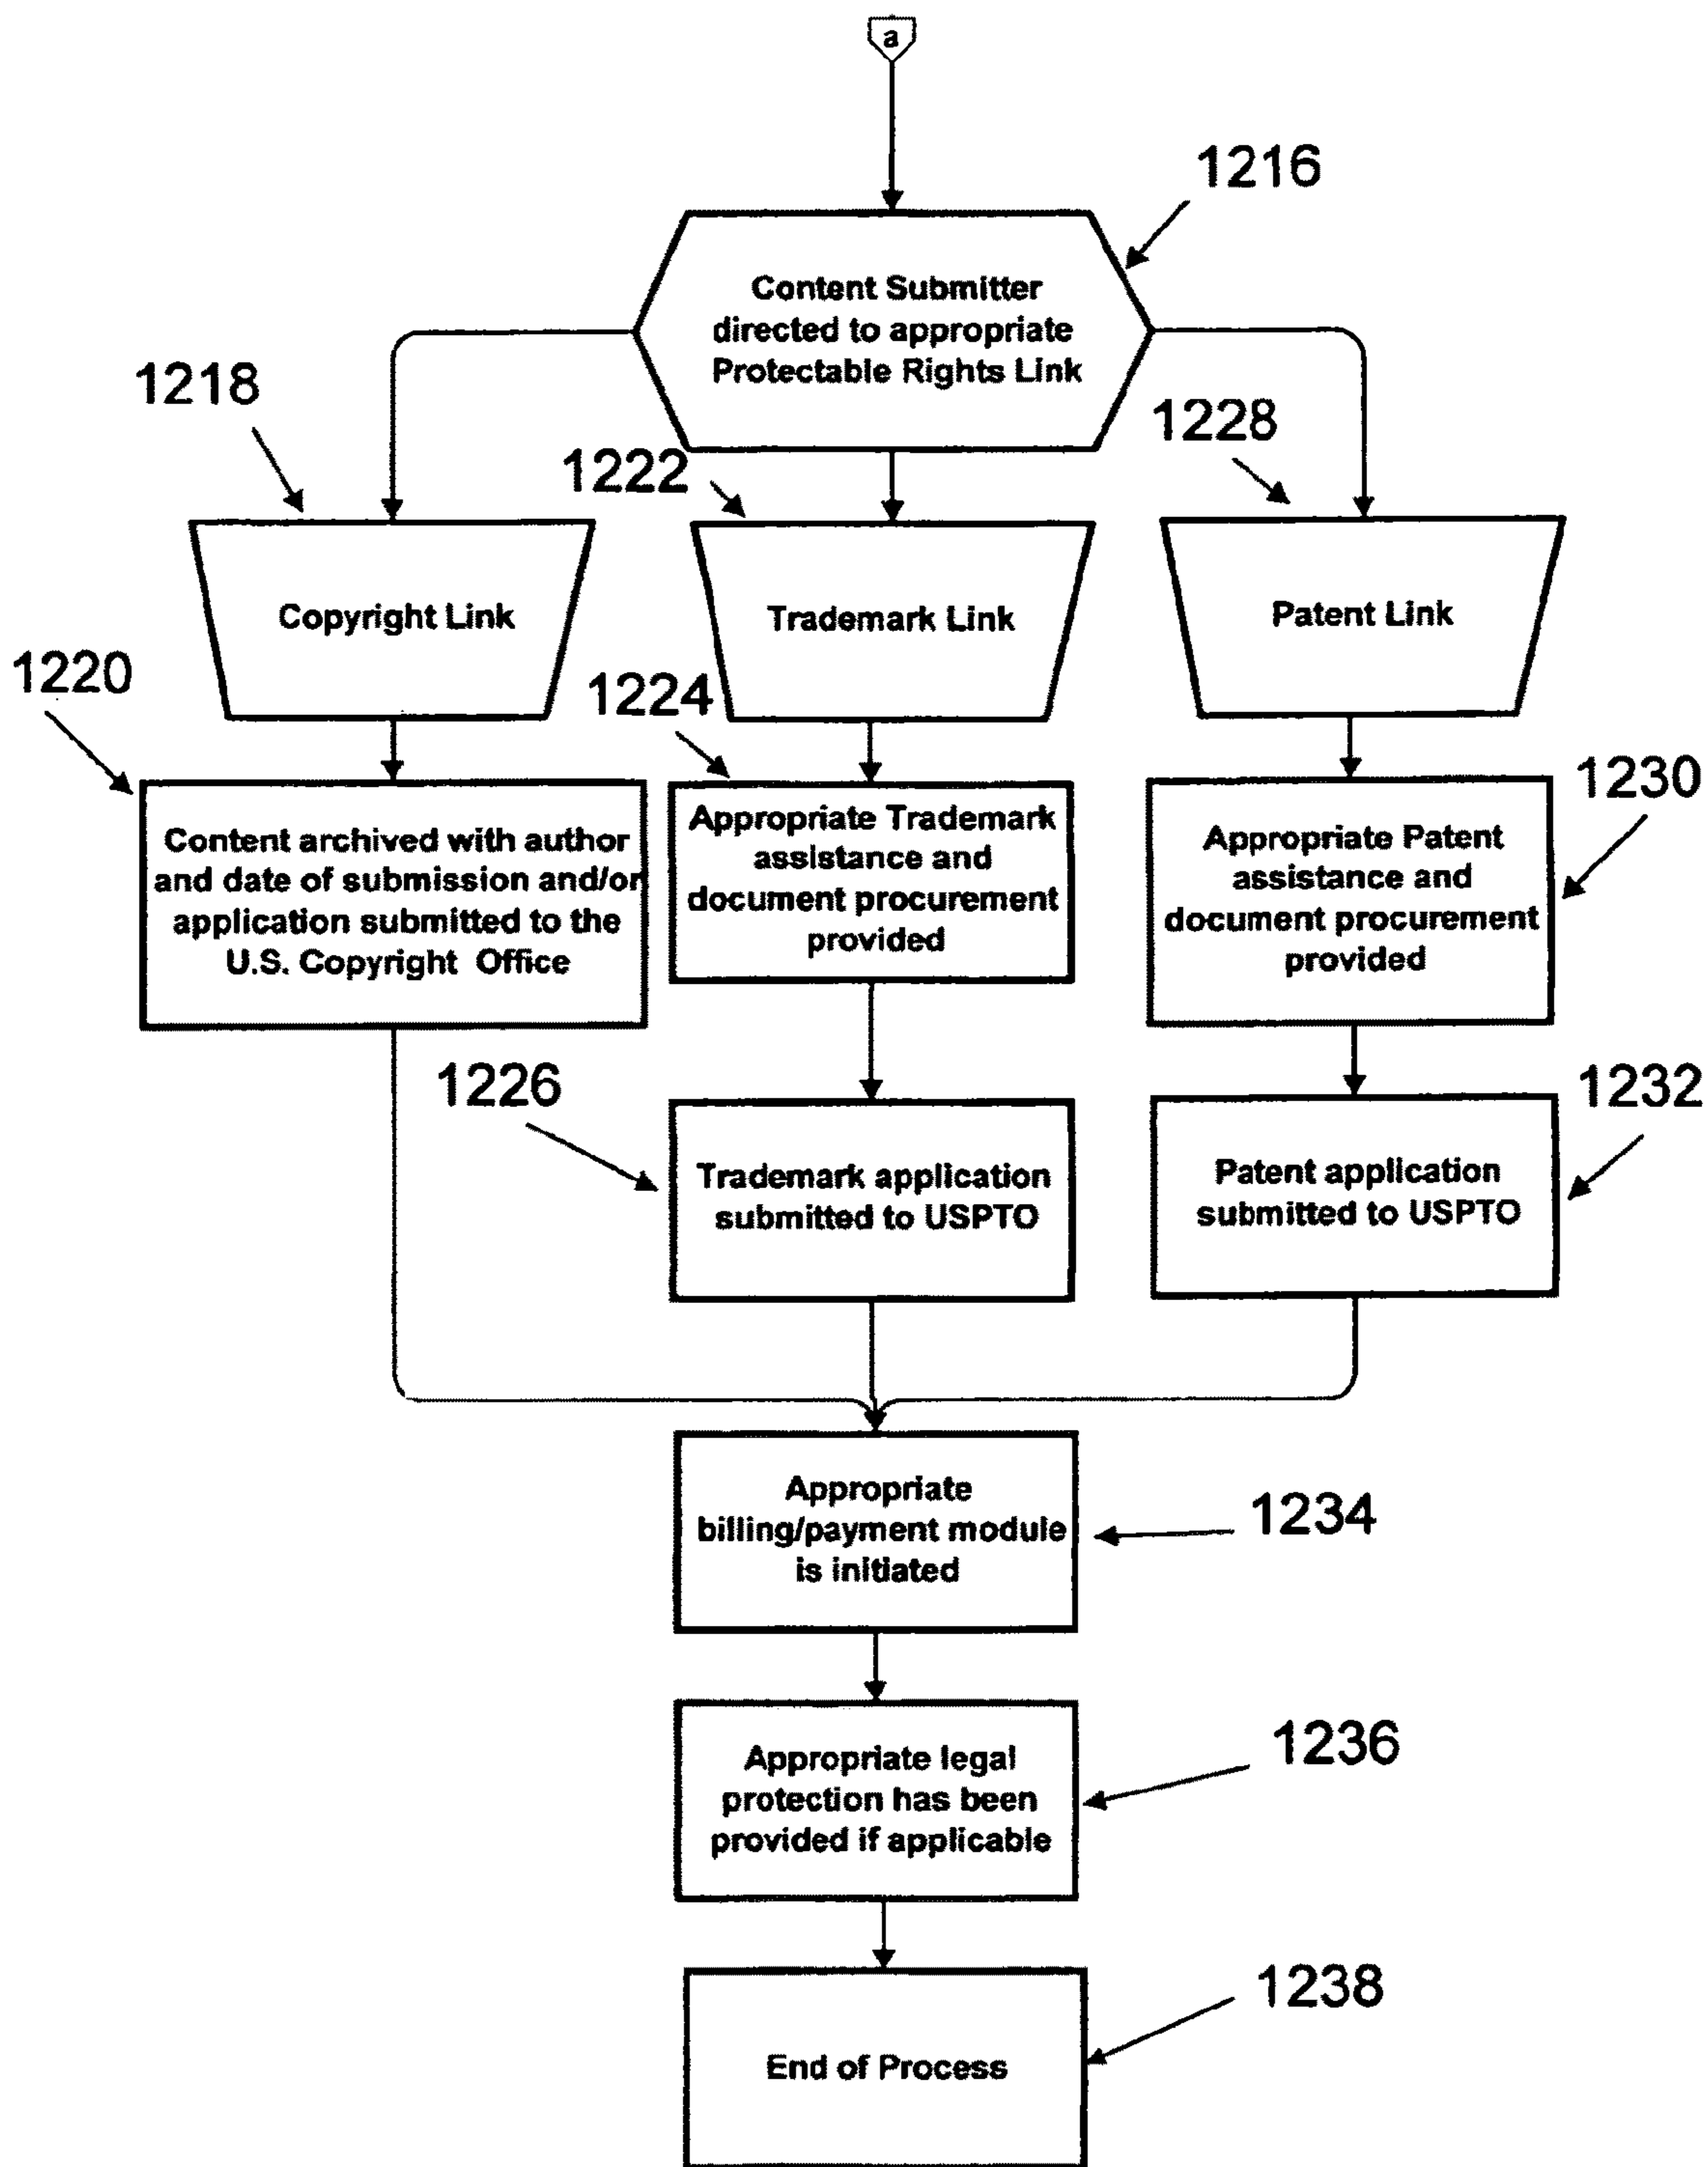 a
1216
Content Submitter
directed to appropriate
Protectable Rights Link
1218
1222
1228
Copyright Link
Trademark Link
Patent Link
1220
1224
1230
Content archived with author
and date of submission and/or
application submitted to the
U.S. Copyright Office
Appropriate Trademark
assistance and
document procurement
provided
Appropriate Patent
assistance and
document procurement
provided
1226
1232
Trademark application
submitted to USPTO
Patent application
submitted to USPTO
Appropriate
billing/payment module
is initiated
1234
Appropriate legal
protection has been
provided if applicable
1236
End of Process
1238